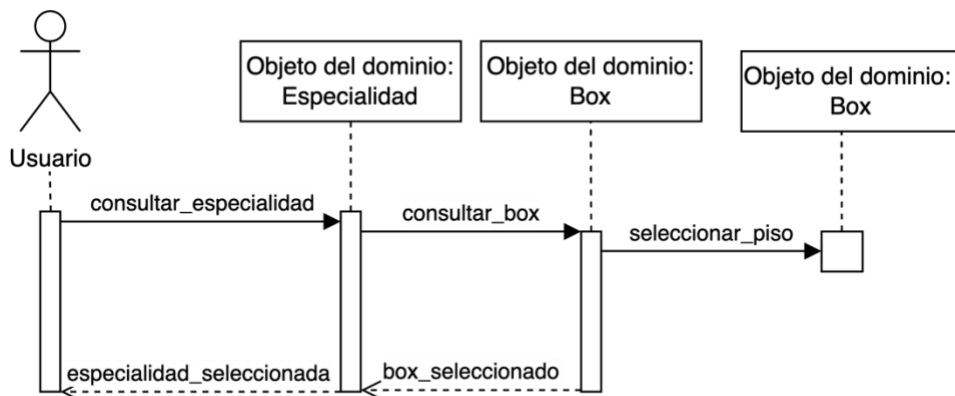 Usuario
Objeto del dominio:
Especialidad
Objeto del dominio:
Box
Objeto del dominio:
Box
consultar_especialidad
consultar_box
seleccionar_piso
especialidad_seleccionada
box_seleccionado